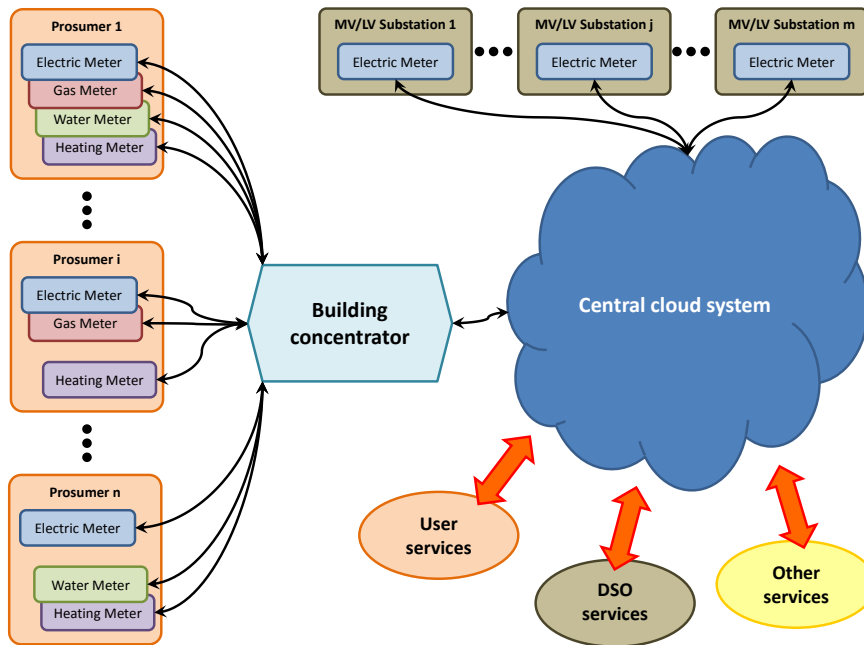 Prosumer 1
Electric Meter
Gas Meter
Water Meter
Heating Meter
Prosumer i
Electric Meter
Gas Meter
Heating Meter
Prosumer n
Electric Meter
Water Meter
Heating Meter
Building
concentrator
MV/LV Substation 1
Electric Meter
MV/LV Substation j
Electric Meter
MV/LV Substation m
Electric Meter
Central cloud system
User
services
DSO
services
Other
services